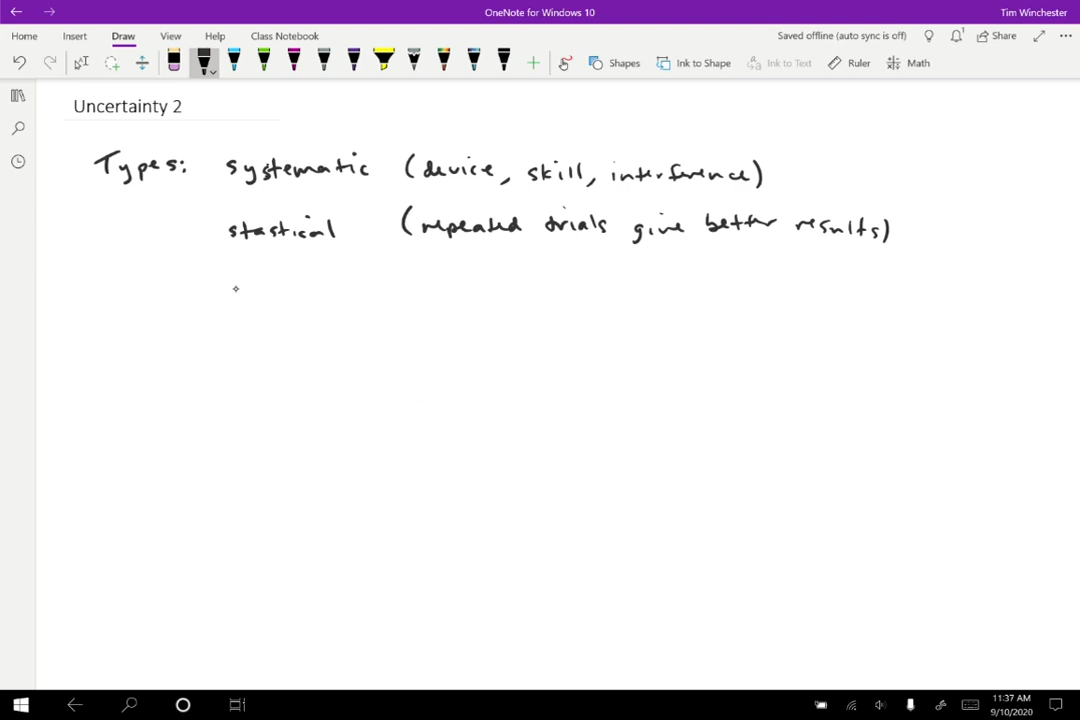 OneNote for Windows 10
Tim Winchester
Home Insert Draw View Help Class Notebook
Saved offline (auto sync is off)
Share
Shapes Ink to Shape Ink to Text Ruler Math
Uncertainty 2
Types: systematic (device, skill, interference)
stastical (repeated trials give better results)
11:37 AM
9/10/2020